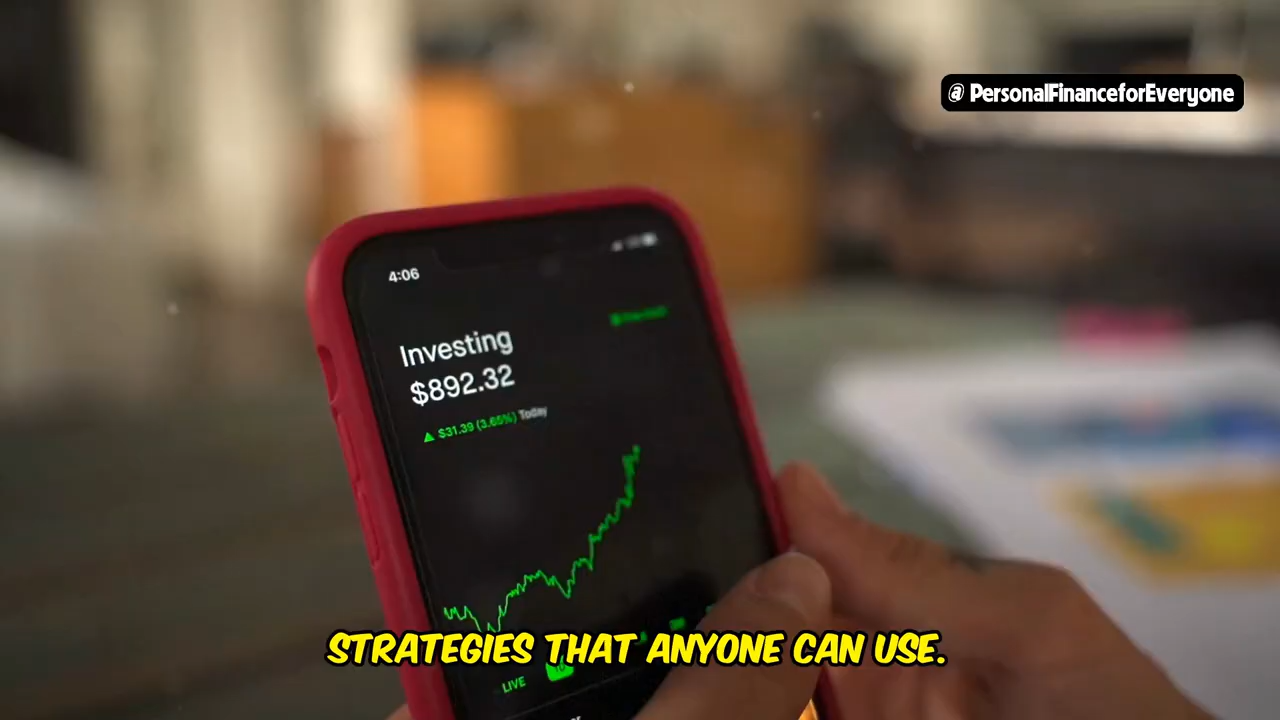 @ PersonalFinanceforEveryone
4:06
Investing
$892.32
▲ $31.39 (3.65%) Today
LIVE
STRATEGIES THAT ANYONE CAN USE.